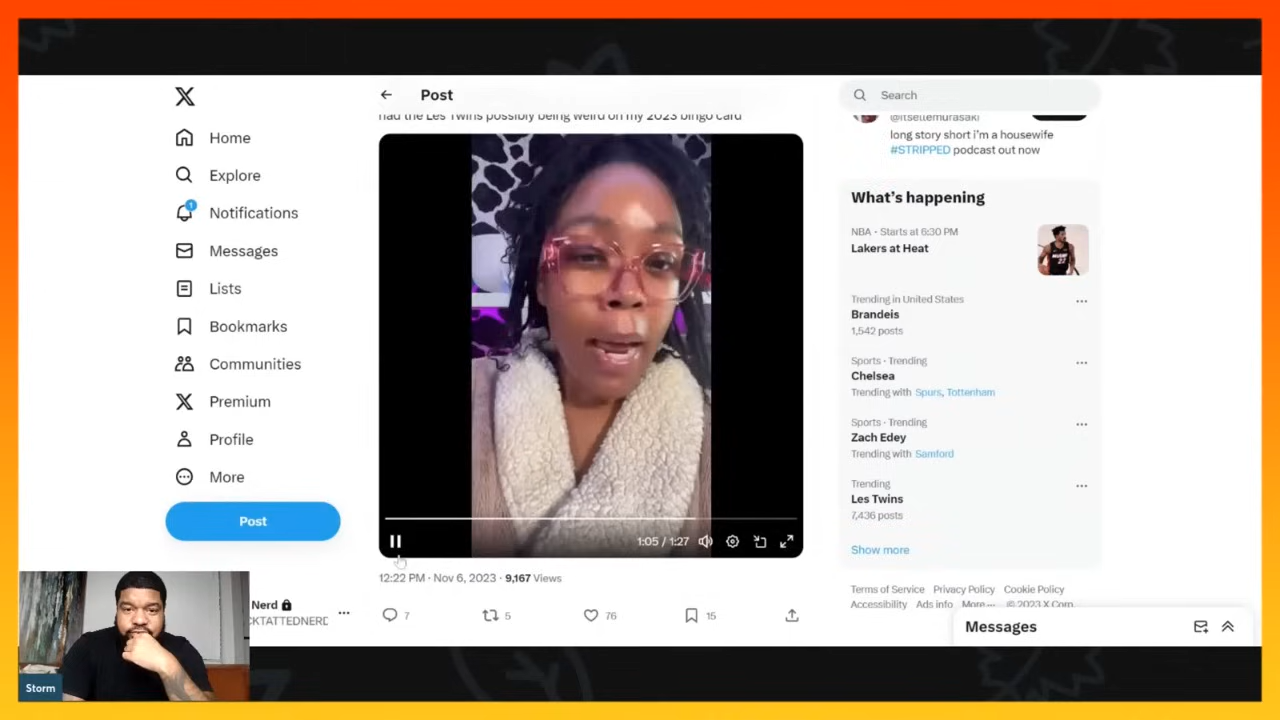 Home
Explore
1
Notifications
Messages
Lists
Bookmarks
Communities
Premium
Profile
More
Post
Nerd
KTATTEDNERD
Storm
Post
had the Les Twins possibly being weird on my 2023 bingo card
1:05 / 1:27
12:22 PM · Nov 6, 2023 · 9,167 Views
7
5
76
15
Search
@itsettemurasaki
long story short i'm a housewife
#STRIPPED podcast out now
What's happening
NBA · Starts at 6:30 PM
Lakers at Heat
Trending in United States
Brandeis
1,542 posts
Sports · Trending
Chelsea
Trending with Spurs, Tottenham
Sports · Trending
Zach Edey
Trending with Samford
Trending
Les Twins
7,436 posts
Show more
Terms of Service Privacy Policy Cookie Policy
Accessibility Ads info More ... © 2023 X Corp.
Messages